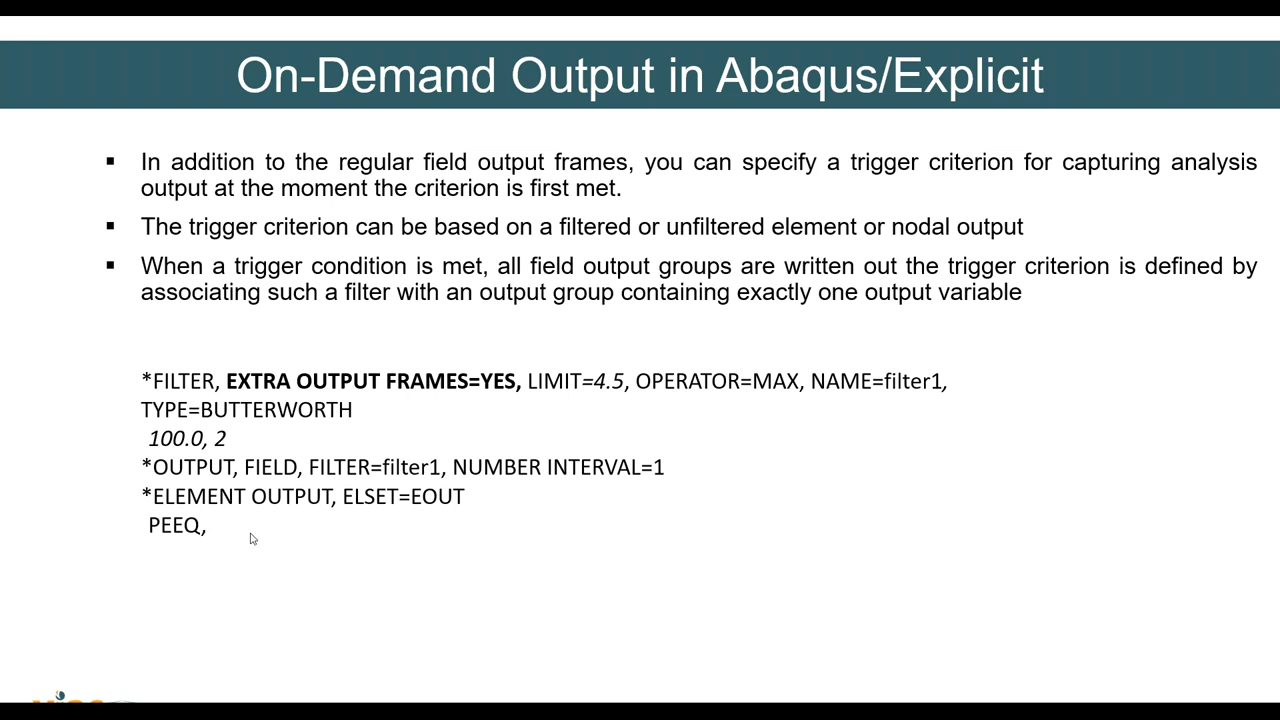 On-Demand Output in Abaqus/Explicit
▪ In addition to the regular field output frames, you can specify a trigger criterion for capturing analysis
output at the moment the criterion is first met.
▪ The trigger criterion can be based on a filtered or unfiltered element or nodal output
▪ When a trigger condition is met, all field output groups are written out the trigger criterion is defined by
associating such a filter with an output group containing exactly one output variable
*FILTER, EXTRA OUTPUT FRAMES=YES, LIMIT=4.5, OPERATOR=MAX, NAME=filter1,
TYPE=BUTTERWORTH
100.0, 2
*OUTPUT, FIELD, FILTER=filter1, NUMBER INTERVAL=1
*ELEMENT OUTPUT, ELSET=EOUT
PEEQ,